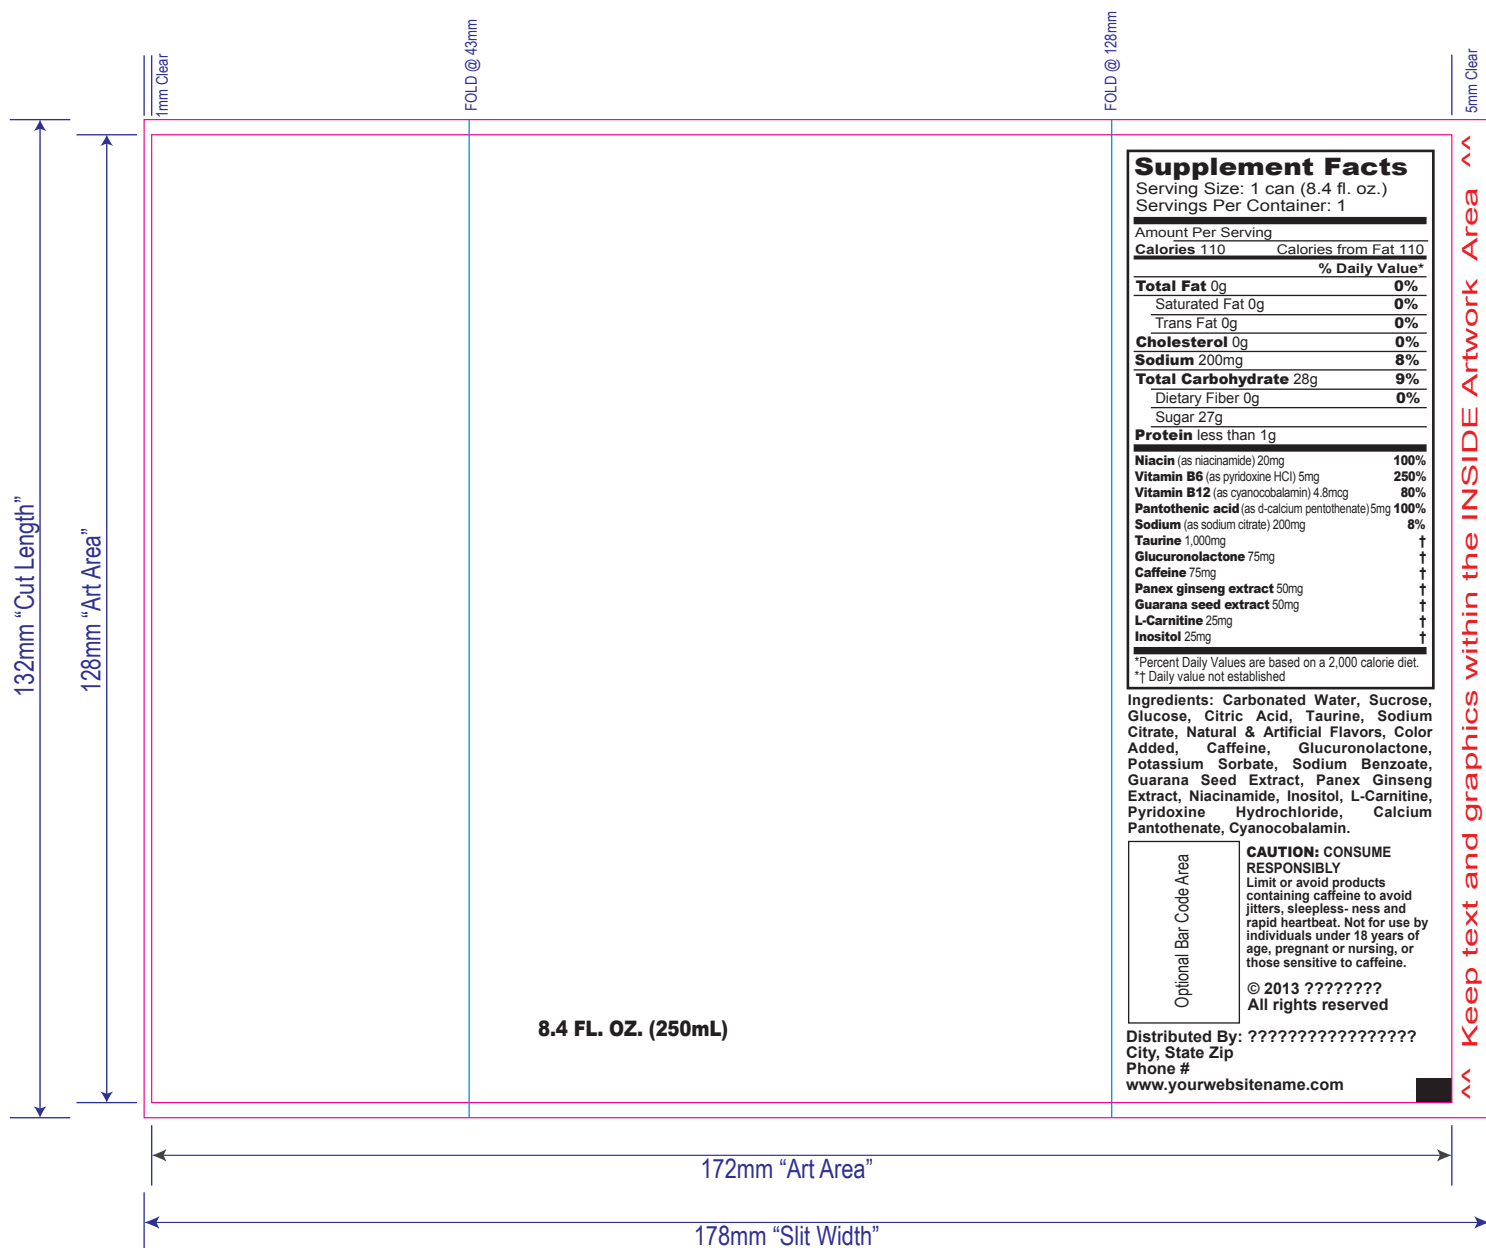 1mm Clear
FOLD @ 43mm
FOLD @ 128mm
5mm Clear
132mm “Cut Length”
128mm “Art Area”
Supplement Facts
Serving Size: 1 can (8.4 fl. oz.)
Servings Per Container: 1
Amount Per Serving
Calories 110 Calories from Fat 110
% Daily Value*
Total Fat 0g 0%
Saturated Fat 0g 0%
Trans Fat 0g 0%
Cholesterol 0g 0%
Sodium 200mg 8%
Total Carbohydrate 28g 9%
Dietary Fiber 0g 0%
Sugar 27g
Protein less than 1g
Niacin (as niacinamide) 20mg 100%
Vitamin B6 (as pyridoxine HCl) 5mg 250%
Vitamin B12 (as cyanocobalamin) 4.8mcg 80%
Pantothenic acid (as d-calcium pentothenate) 5mg 100%
Sodium (as sodium citrate) 200mg 8%
Taurine 1,000mg †
Glucuronolactone 75mg †
Caffeine 75mg †
Panex ginseng extract 50mg †
Guarana seed extract 50mg †
L-Carnitine 25mg †
Inositol 25mg †
*Percent Daily Values are based on a 2,000 calorie diet.
*† Daily value not established
Ingredients: Carbonated Water, Sucrose,
Glucose, Citric Acid, Taurine, Sodium
Citrate, Natural & Artificial Flavors, Color
Added, Caffeine, Glucuronolactone,
Potassium Sorbate, Sodium Benzoate,
Guarana Seed Extract, Panex Ginseng
Extract, Niacinamide, Inositol, L-Carnitine,
Pyridoxine Hydrochloride, Calcium
Pantothenate, Cyanocobalamin.
Optional Bar Code Area
CAUTION: CONSUME
RESPONSIBLY
Limit or avoid products
containing caffeine to avoid
jitters, sleepless- ness and
rapid heartbeat. Not for use by
individuals under 18 years of
age, pregnant or nursing, or
those sensitive to caffeine.
© 2013 ????????
All rights reserved
Distributed By: ?????????????????
City, State Zip
Phone #
www.yourwebsitename.com
8.4 FL. OZ. (250mL)
^^ Keep text and graphics within the INSIDE Artwork Area ^^
172mm “Art Area”
178mm “Slit Width”